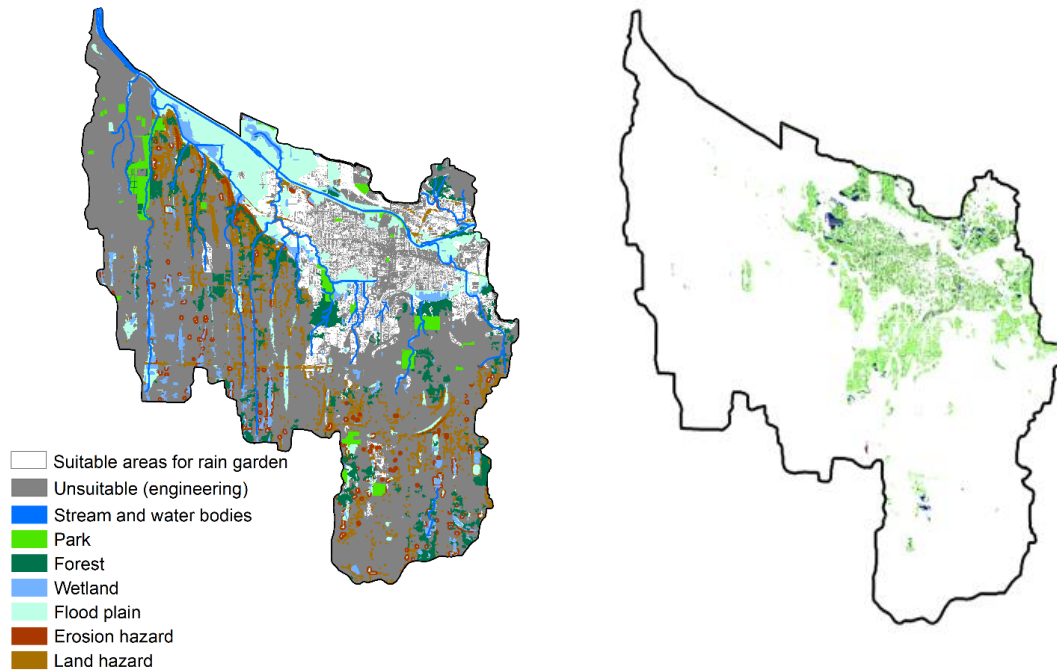 Suitable areas for rain garden
Unsuitable (engineering)
Stream and water bodies
Park
Forest
Wetland
Flood plain
Erosion hazard
Land hazard